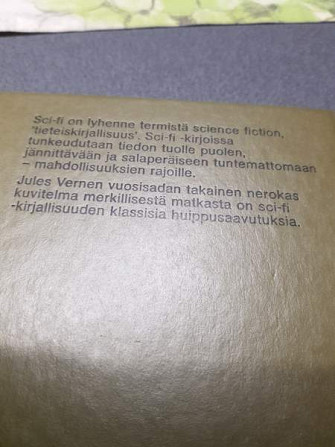 Sci-fi on lyhenne termistä science fiction,
'tieteiskirjallisuus'. Sci-fi -kirjoissa
tunkeudutaan tiedon tuolle puolen,
jännittävään ja salaperäiseen tuntemattomaan
– mahdollisuuksien rajoille.
Jules Vernen vuosisadan takainen nerokas
kuvitelma merkillisestä matkasta on sci-fi
-kirjallisuuden klassisia huippusaavutuksia.